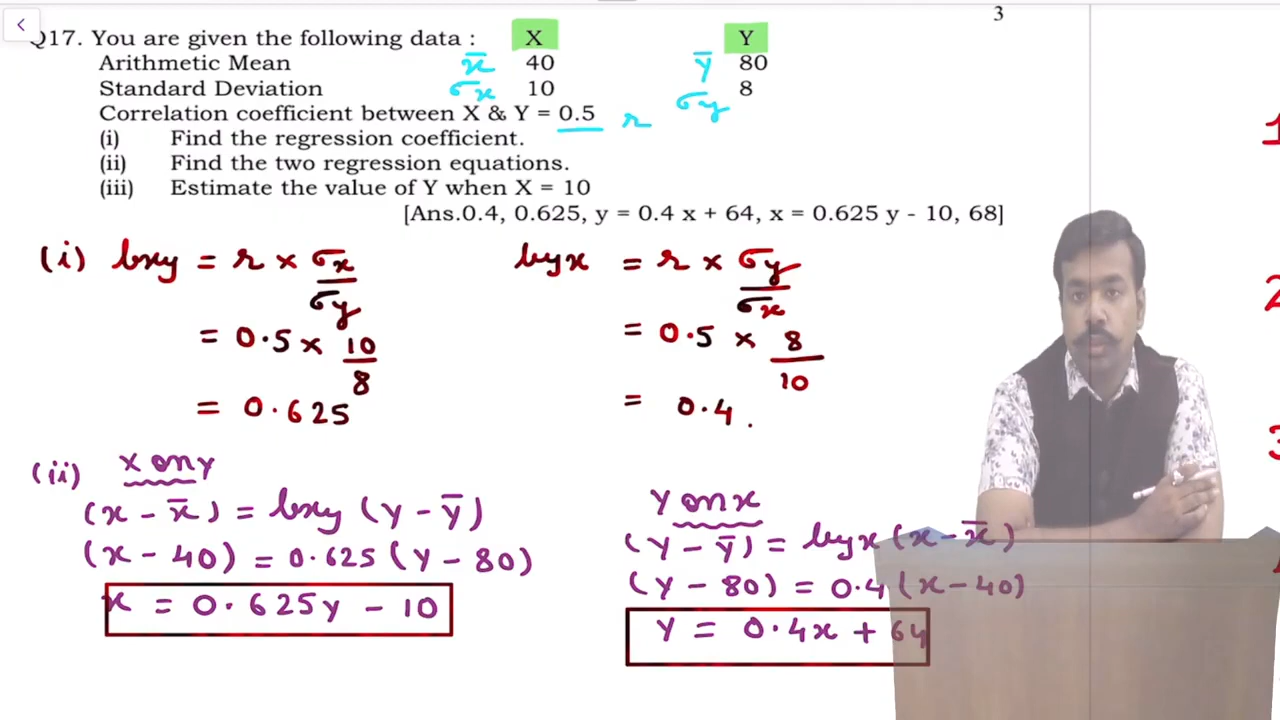 3
Q17. You are given the following data : X Y
Arithmetic Mean x̄ 40 ȳ 80
Standard Deviation σx 10 σy 8
Correlation coefficient between X & Y = 0.5 r
(i) Find the regression coefficient.
(ii) Find the two regression equations.
(iii) Estimate the value of Y when X = 10
[Ans.0.4, 0.625, y = 0.4 x + 64, x = 0.625 y - 10, 68]
(i) bxy = r × σx/σy
= 0.5 × 10/8
= 0.625
byx = r × σy/σx
= 0.5 × 8/10
= 0.4.
(ii) X on Y
(x - x̄) = bxy (y - ȳ)
(x - 40) = 0.625 (y - 80)
x = 0.625y - 10
Y on x
(y - ȳ) = byx (x - x̄)
(y - 80) = 0.4 (x - 40)
y = 0.4x + 64
1
2
3